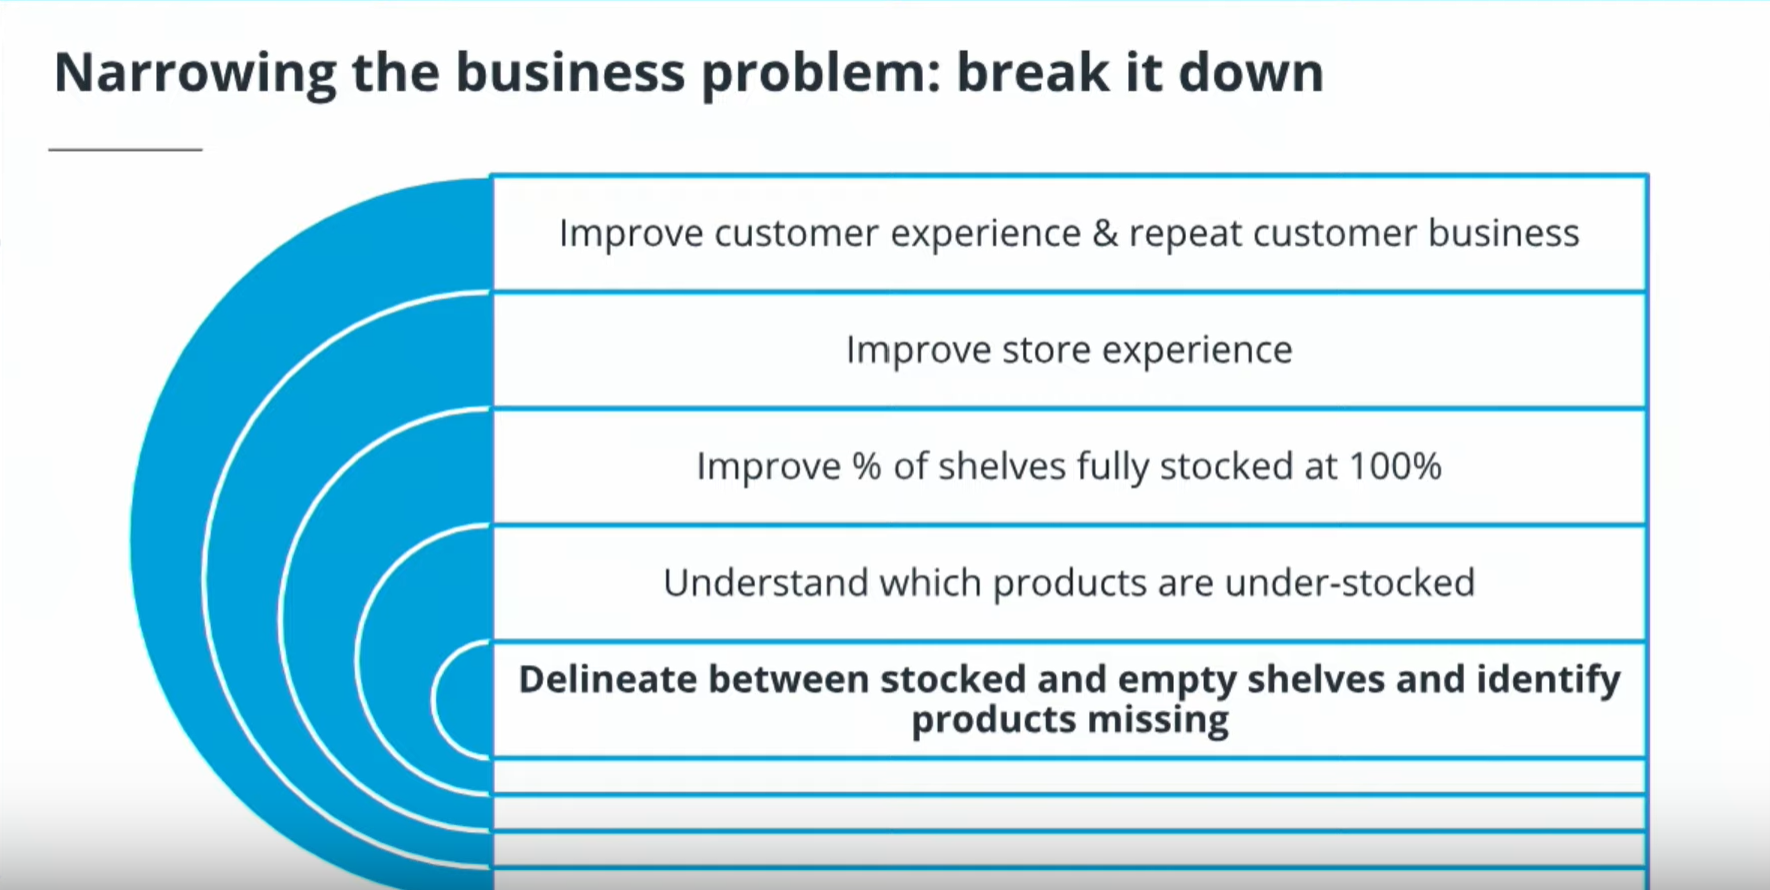 Narrowing the business problem: break it down
Improve customer experience & repeat customer business
Improve store experience
Improve % of shelves fully stocked at 100%
Understand which products are under-stocked
Delineate between stocked and empty shelves and identify
products missing